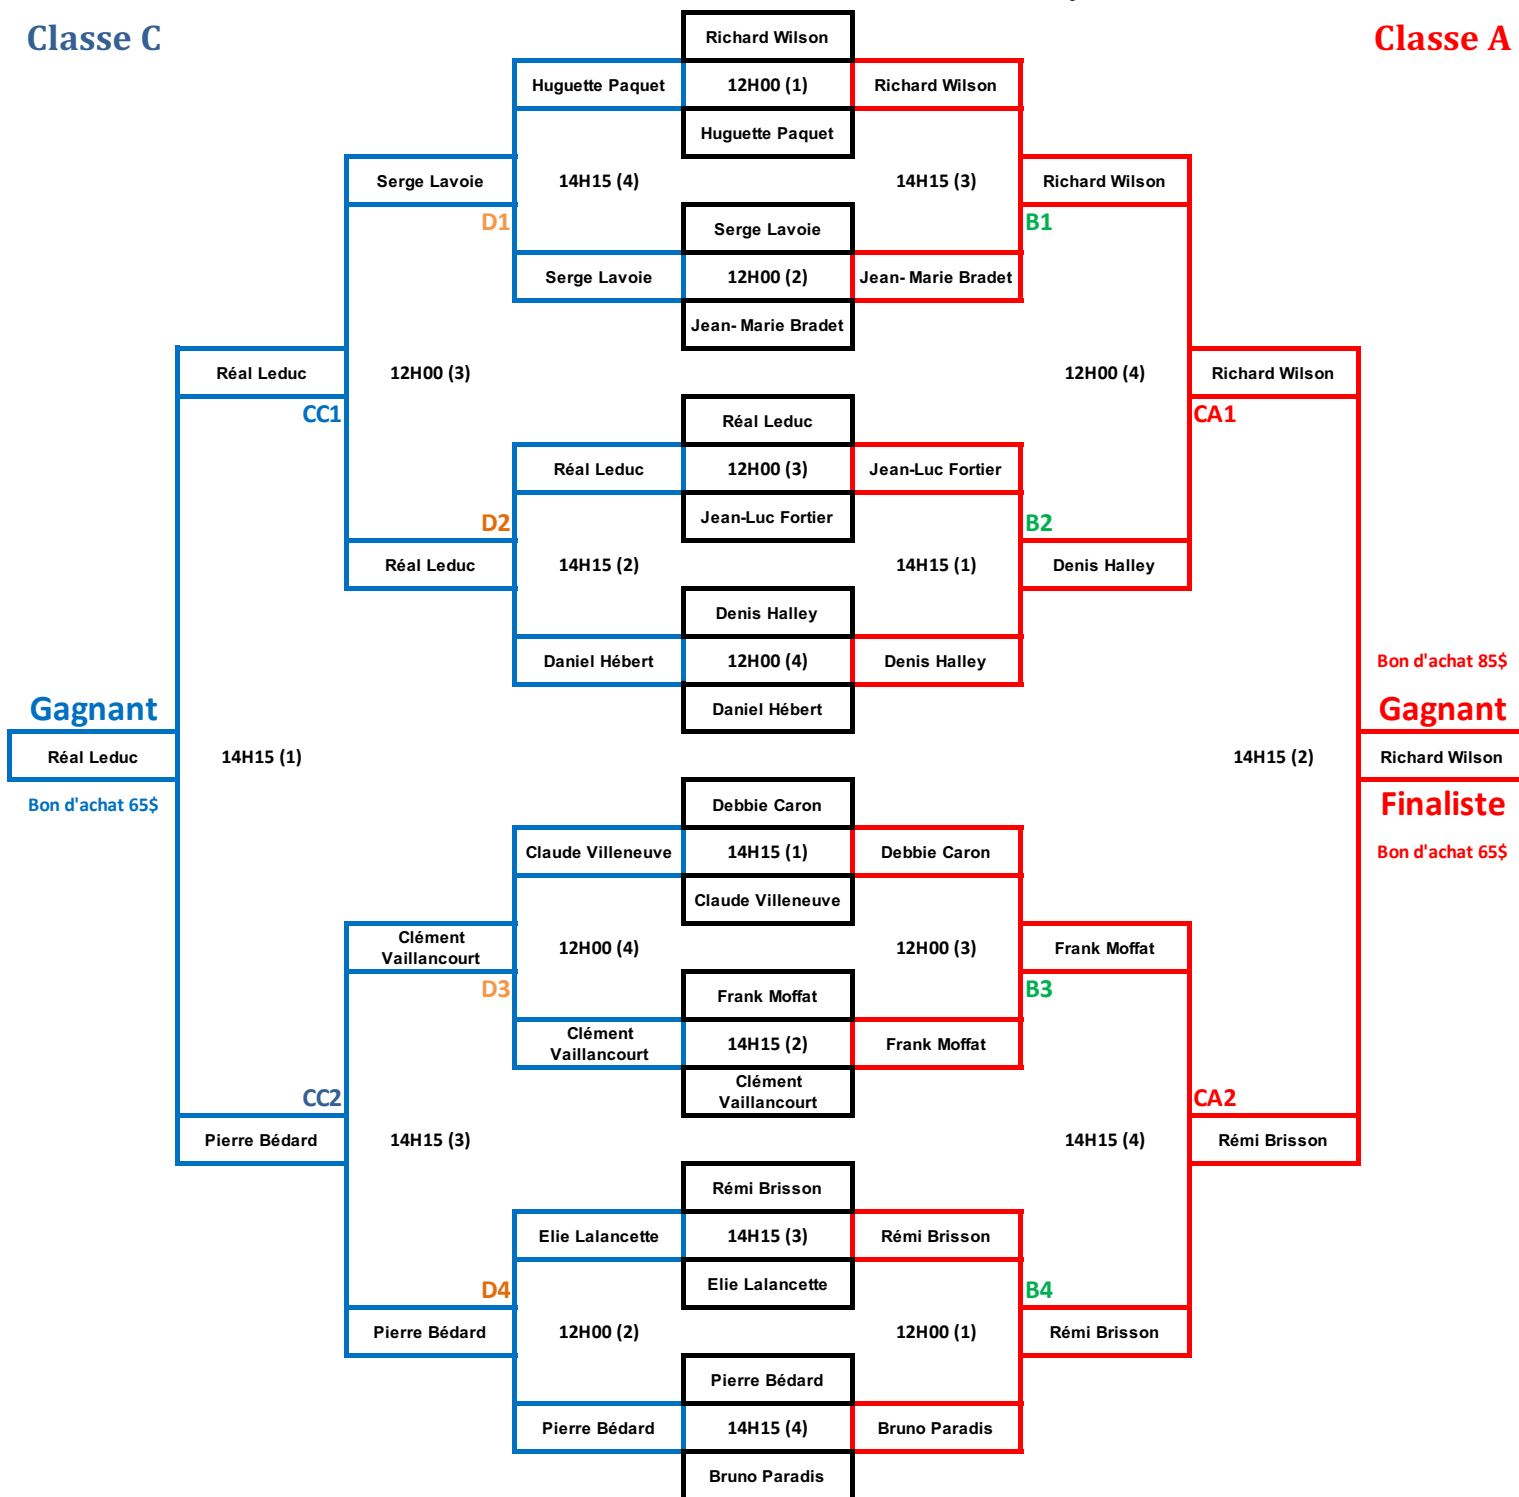 Classe C
Richard Wilson
Classe A
Huguette Paquet
12H00 (1)
Richard Wilson
Huguette Paquet
Serge Lavoie
14H15 (4)
14H15 (3)
Richard Wilson
D1
Serge Lavoie
B1
Serge Lavoie
12H00 (2)
Jean- Marie Bradet
Jean- Marie Bradet
Réal Leduc
12H00 (3)
12H00 (4)
Richard Wilson
CC1
Réal Leduc
CA1
Réal Leduc
12H00 (3)
Jean-Luc Fortier
D2
Jean-Luc Fortier
B2
Réal Leduc
14H15 (2)
14H15 (1)
Denis Halley
Denis Halley
Daniel Hébert
12H00 (4)
Denis Halley
Bon d'achat 85$
Gagnant
Daniel Hébert
Gagnant
Réal Leduc
14H15 (1)
14H15 (2)
Richard Wilson
Bon d'achat 65$
Debbie Caron
Finaliste
Claude Villeneuve
14H15 (1)
Debbie Caron
Bon d'achat 65$
Claude Villeneuve
Clément
Vaillancourt
12H00 (4)
12H00 (3)
Frank Moffat
D3
Frank Moffat
B3
Clément
Vaillancourt
14H15 (2)
Frank Moffat
CC2
Clément
Vaillancourt
CA2
Pierre Bédard
14H15 (3)
14H15 (4)
Rémi Brisson
Rémi Brisson
Elie Lalancette
14H15 (3)
Rémi Brisson
D4
Elie Lalancette
B4
Pierre Bédard
12H00 (2)
12H00 (1)
Rémi Brisson
Pierre Bédard
Pierre Bédard
14H15 (4)
Bruno Paradis
Bruno Paradis